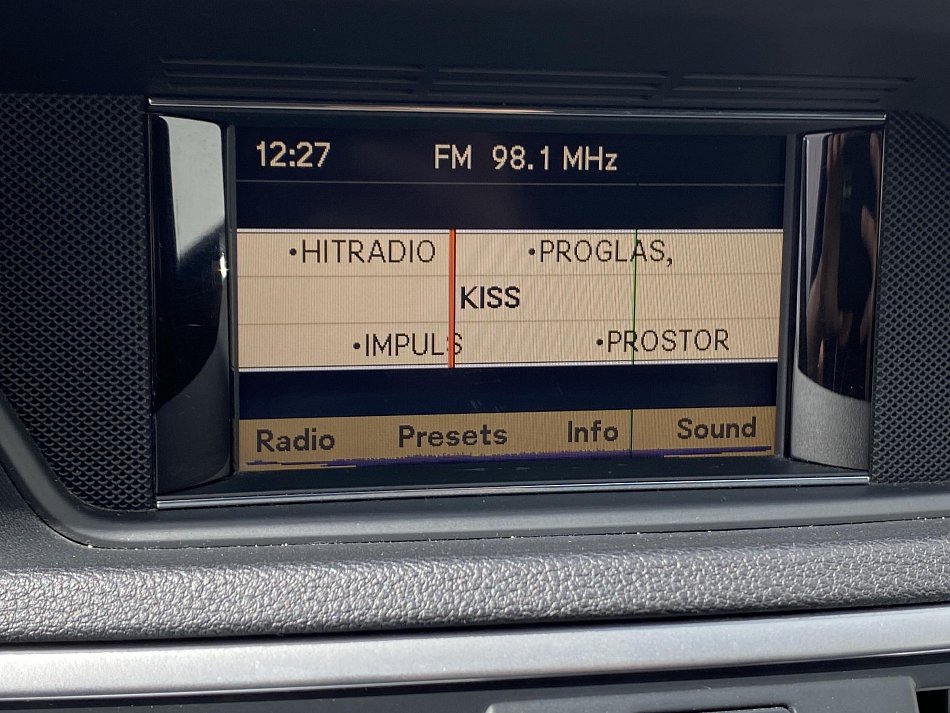 12:27 FM 98.1 MHz
•HITRADIO •PROGLAS,
KISS
•IMPULS •PROSTOR
Radio Presets Info Sound